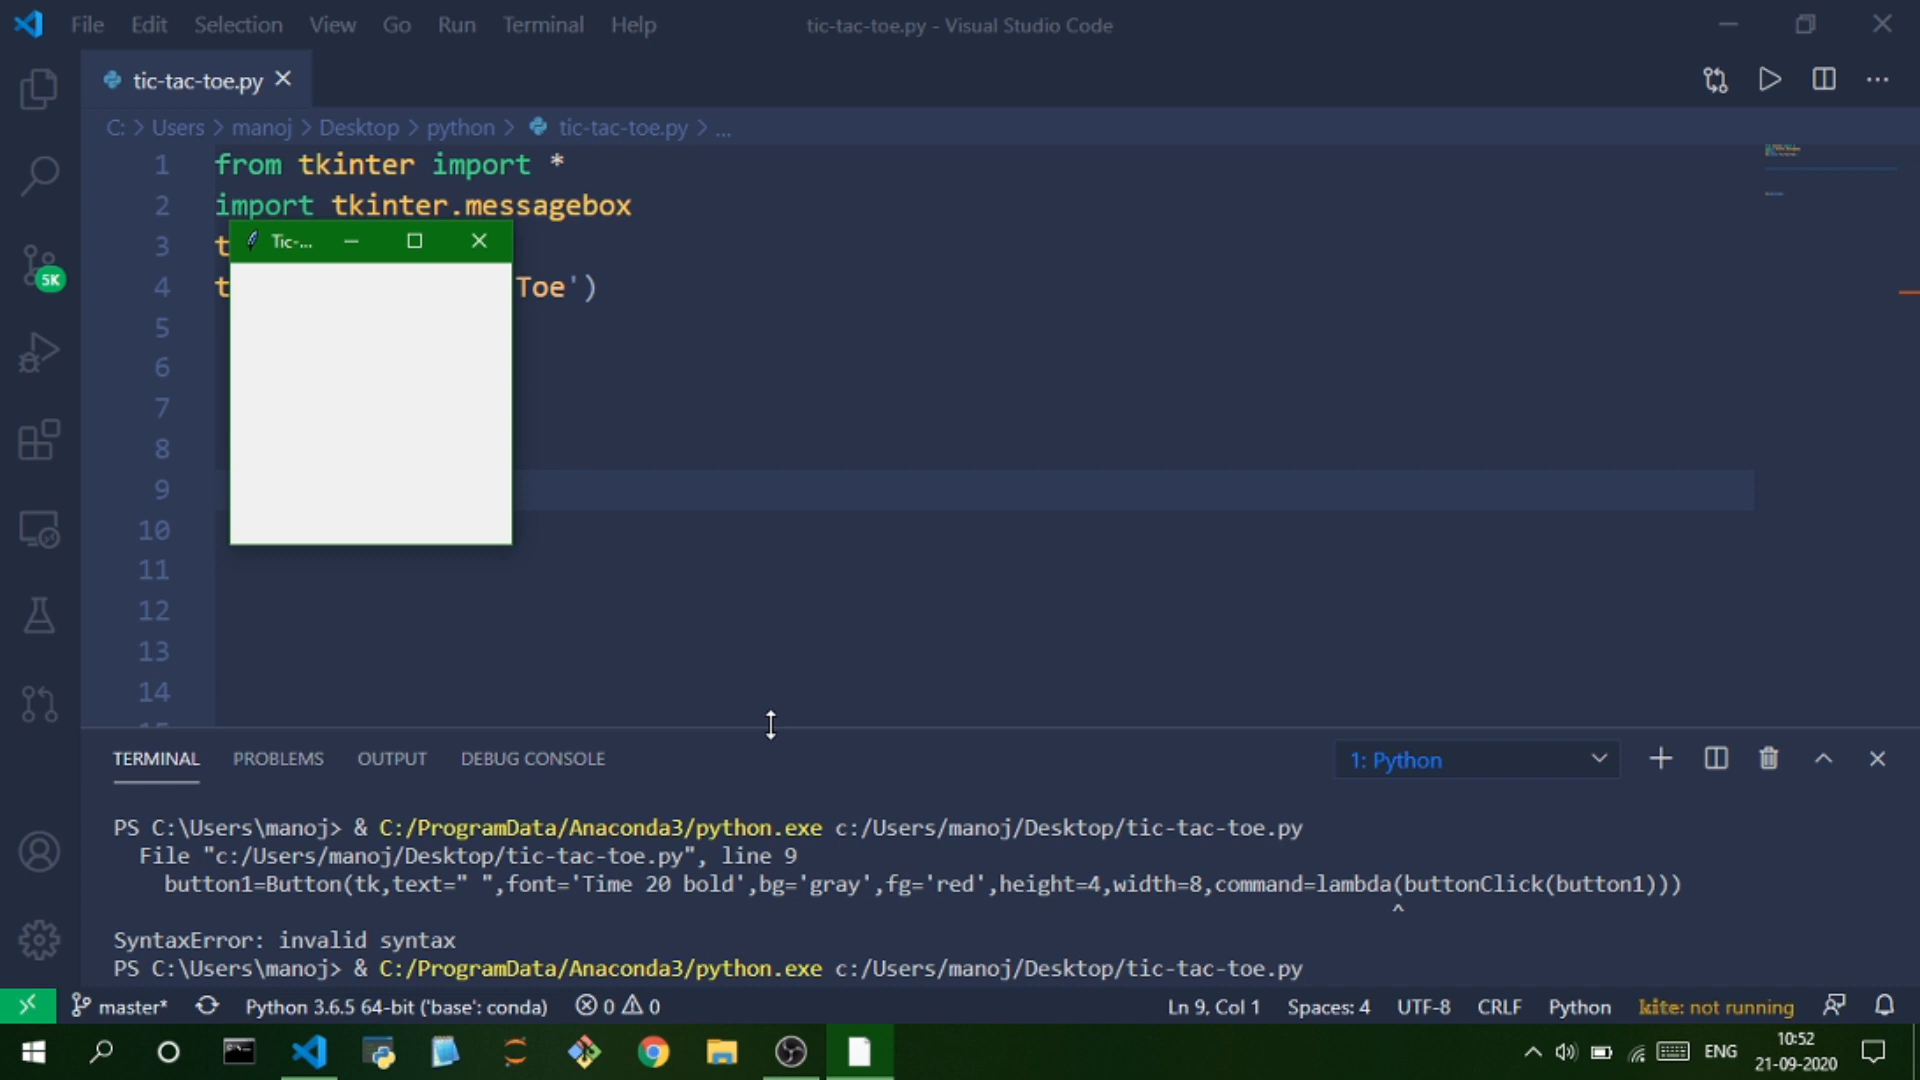 File Edit Selection View Go Run Terminal Help tic-tac-toe.py - Visual Studio Code
tic-tac-toe.py
C: > Users > manoj > Desktop > python > tic-tac-toe.py > ...
1 from tkinter import *
2 import tkinter.messagebox
Tic-...
3 t
4 t Toe')
5
6
7
8
9
10
11
12
13
14
5K
TERMINAL PROBLEMS OUTPUT DEBUG CONSOLE 1: Python
PS C:\Users\manoj> & C:/ProgramData/Anaconda3/python.exe c:/Users/manoj/Desktop/tic-tac-toe.py
File "c:/Users/manoj/Desktop/tic-tac-toe.py", line 9
button1=Button(tk,text=" ",font='Time 20 bold',bg='gray',fg='red',height=4,width=8,command=lambda(buttonClick(button1)))
^
SyntaxError: invalid syntax
PS C:\Users\manoj> & C:/ProgramData/Anaconda3/python.exe c:/Users/manoj/Desktop/tic-tac-toe.py
master* Python 3.6.5 64-bit ('base': conda) 0 0 Ln 9, Col 1 Spaces: 4 UTF-8 CRLF Python kite: not running
ENG 10:52
21-09-2020